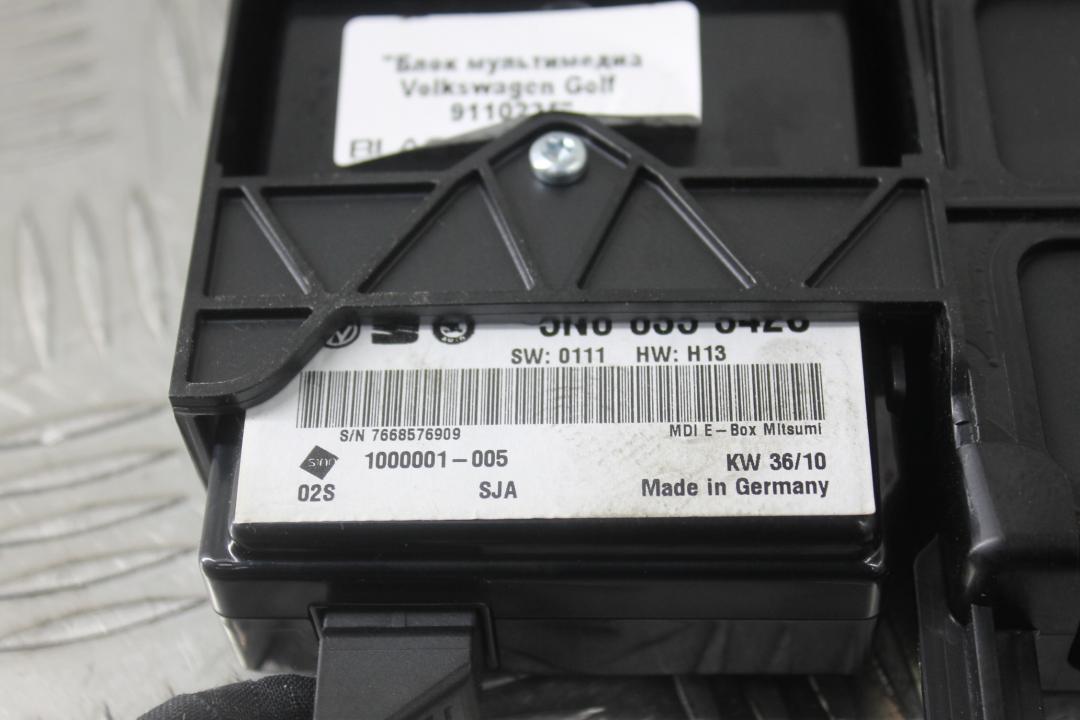 "Блок мультимедиа
Volkswagen Golf
SW: 0111 HW: H13
S/N 7668576909
MDI E-Box Mitsumi
1000001-005
KW 36/10
02S SJA Made in Germany